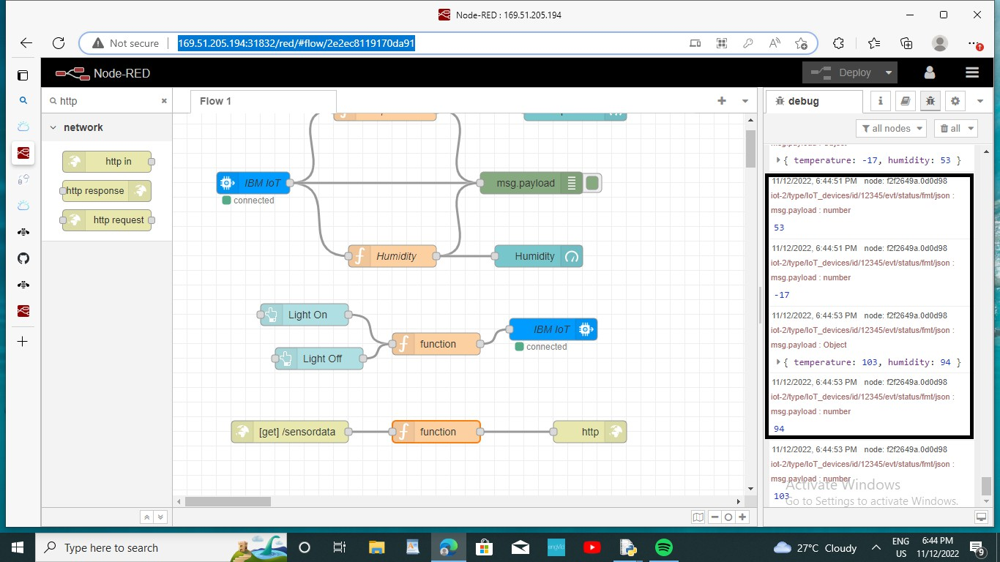 Node-RED : 169.51.205.194
Not secure
169.51.205.194:31832/red/#flow/2e2ec8119170da91
Node-RED
Deploy
http
Flow 1
debug
i
all nodes
all
network
http in
http response
http request
IBM IoT
connected
msg.payload
Humidity
Humidity
Light On
Light Off
function
IBM IoT
connected
[get] /sensordata
function
http
msg.payload : Object
{ temperature: -17, humidity: 53 }
11/12/2022, 6:44:51 PM node: f2f2649a.0d0d98
iot-2/type/IoT_devices/id/12345/evt/status/fmt/json :
msg.payload : number
53
11/12/2022, 6:44:51 PM node: f2f2649a.0d0d98
iot-2/type/IoT_devices/id/12345/evt/status/fmt/json :
msg.payload : number
-17
11/12/2022, 6:44:53 PM node: f2f2649a.0d0d98
iot-2/type/IoT_devices/id/12345/evt/status/fmt/json :
msg.payload : Object
{ temperature: 103, humidity: 94 }
11/12/2022, 6:44:53 PM node: f2f2649a.0d0d98
iot-2/type/IoT_devices/id/12345/evt/status/fmt/json :
msg.payload : number
94
11/12/2022, 6:44:53 PM node: f2f2649a.0d0d98
iot-2/type/IoT_devices/id/12345/evt/status/fmt/json :
msg.payload : number
103
Activate Windows
Go to Settings to activate Windows.
Type here to search
27°C Cloudy
ENG
US
6:44 PM
11/12/2022
9